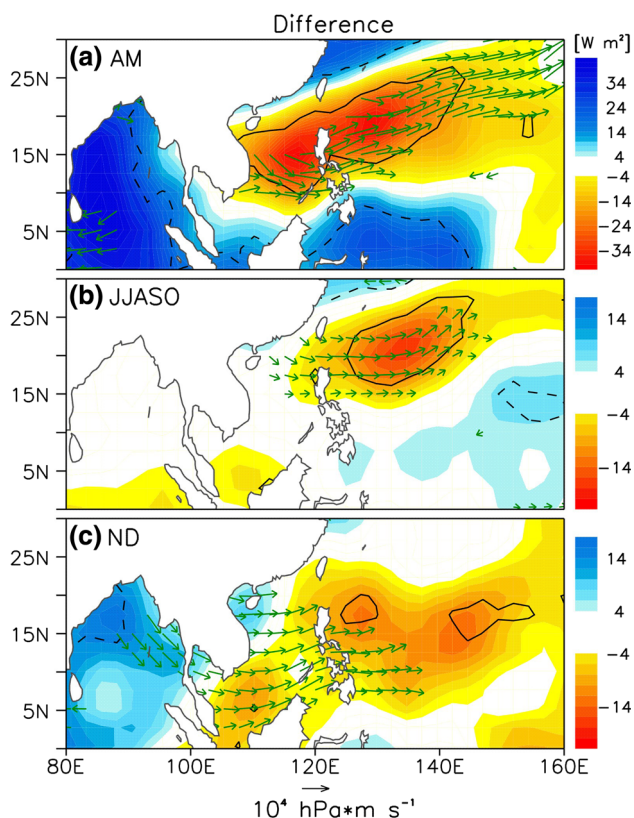 Difference
[W m²]
(a) AM
25N
15N
5N
34
24
14
4
-4
-14
-24
-34
(b) JJASO
25N
15N
5N
14
4
-4
-14
(c) ND
25N
15N
5N
14
4
-4
-14
80E 100E 120E 140E 160E
10⁴ hPa*m s⁻¹